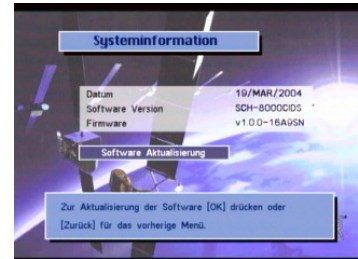 Systeminformation
Datum 19/MAR/2004
Software Version SCH-8000CIDS
Firmware v1.0.0-16A9SN
Software Aktualisierung
Zur Aktualisierung der Software [OK] drücken oder
[Zurück] für das vorherige Menü.